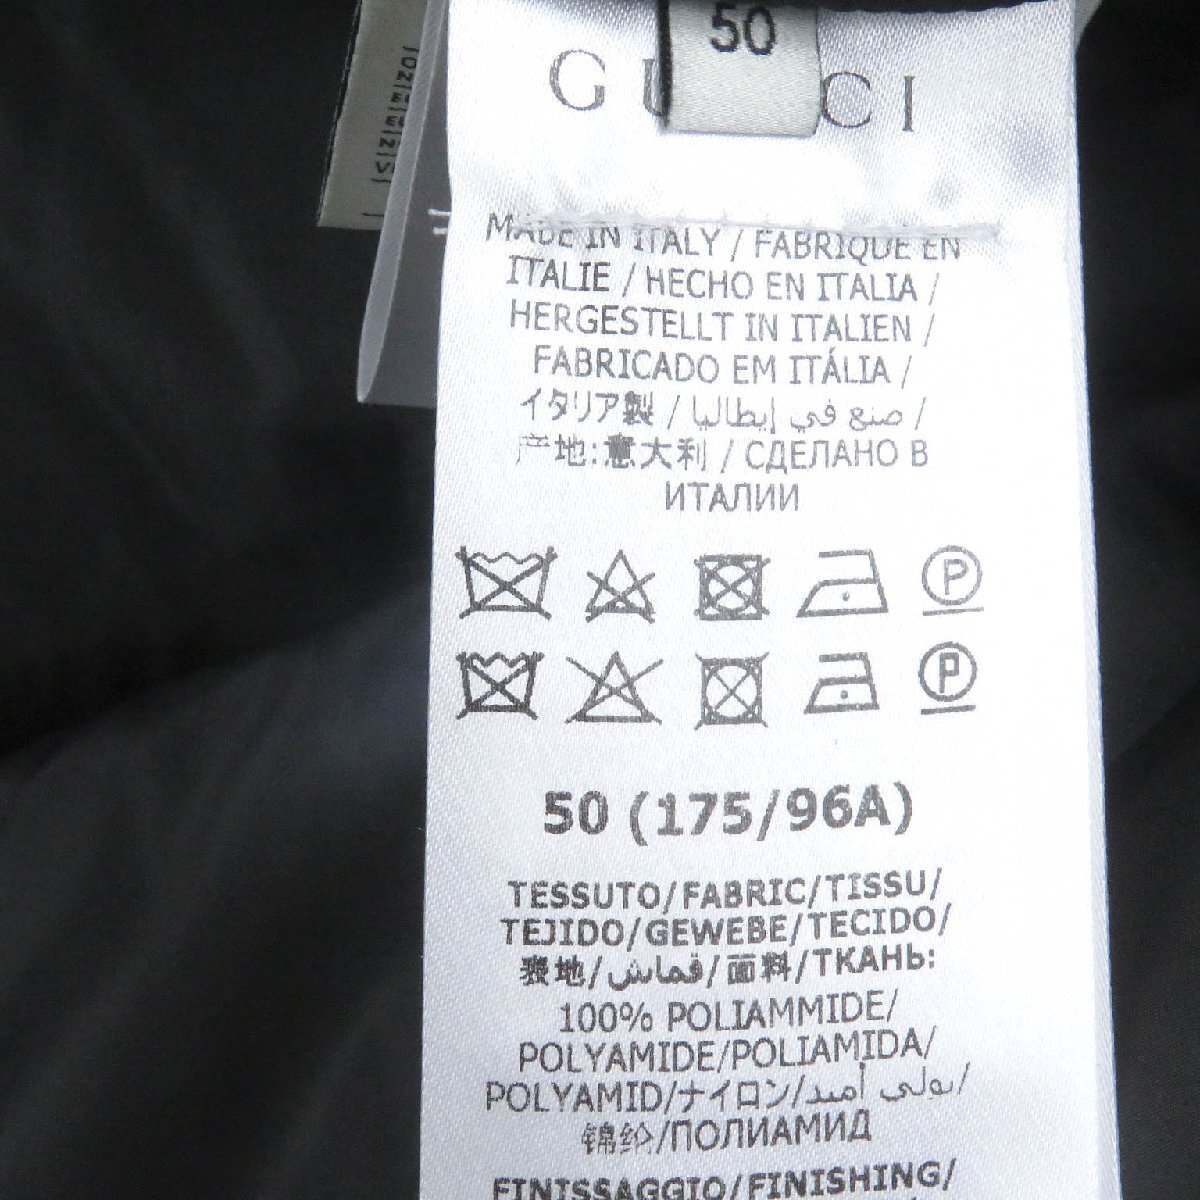 50
GUCCI
MADE IN ITALY / FABRIQUE EN
ITALIE / HECHO EN ITALIA /
HERGESTELLT IN ITALIEN /
FABRICADO EM ITÁLIA /
イタリア製 / صنع في إيطاليا /
产地:意大利 / СДЕЛАНО В
ИТАЛИИ
P
P
50 (175/96A)
TESSUTO/FABRIC/TISSU/
TEJIDO/GEWEBE/TECIDO/
表地/قماش/面料/ТКАНЬ:
100% POLIAMMIDE/
POLYAMIDE/POLIAMIDA/
POLYAMID/ナイロン/بولي أميد/
锦纶/ПОЛИАМИД
FINISSAGGIO/FINISHING/